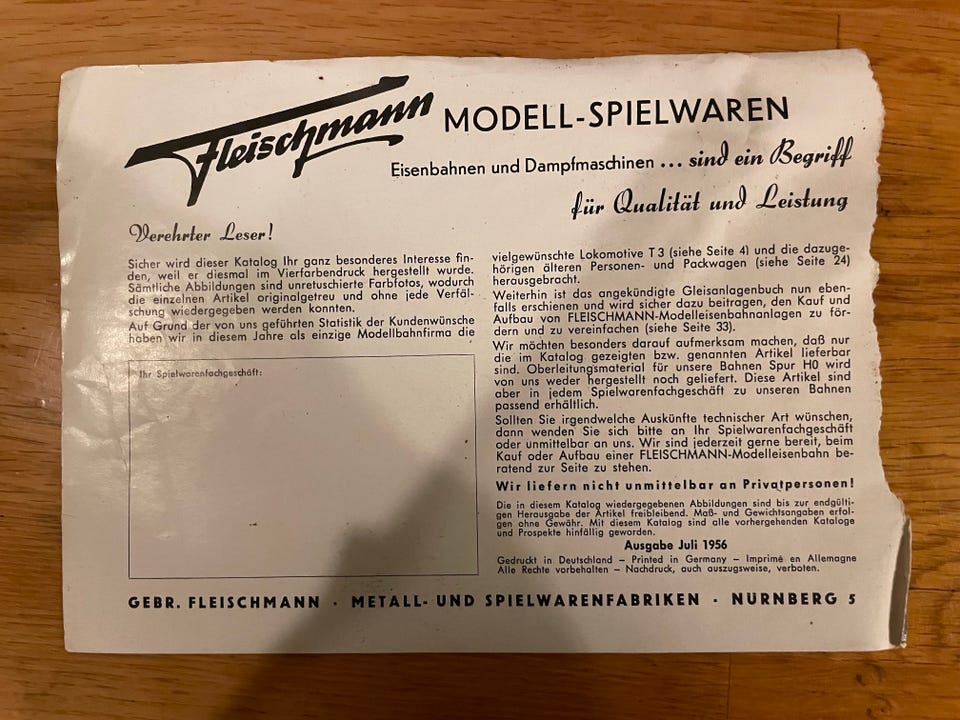 Fleischmann MODELL-SPIELWAREN
Eisenbahnen und Dampfmaschinen ... sind ein Begriff
für Qualität und Leistung
Verehrter Leser!
Sicher wird dieser Katalog Ihr ganz besonderes Interesse fin-
den, weil er diesmal im Vierfarbendruck hergestellt wurde.
Sämtliche Abbildungen sind unretuschierte Farbfotos, wodurch
die einzelnen Artikel originalgetreu und ohne jede Verfäl-
schung wiedergegeben werden konnten.
Auf Grund der von uns geführten Statistik der Kundenwünsche
haben wir in diesem Jahre als einzige Modellbahnfirma die
Ihr Spielwarenfachgeschäft:
vielgewünschte Lokomotive T 3 (siehe Seite 4) und die dazuge-
hörigen älteren Personen- und Packwagen (siehe Seite 24)
herausgebracht.
Weiterhin ist das angekündigte Gleisanlagenbuch nun eben-
falls erschienen und wird sicher dazu beitragen, den Kauf und
Aufbau von FLEISCHMANN-Modelleisenbahnanlagen zu för-
dern und zu vereinfachen (siehe Seite 33).
Wir möchten besonders darauf aufmerksam machen, daß nur
die im Katalog gezeigten bzw. genannten Artikel lieferbar
sind. Oberleitungsmaterial für unsere Bahnen Spur H0 wird
von uns weder hergestellt noch geliefert. Diese Artikel sind
aber in jedem Spielwarenfachgeschäft zu unseren Bahnen
passend erhältlich.
Sollten Sie irgendwelche Auskünfte technischer Art wünschen,
dann wenden Sie sich bitte an Ihr Spielwarenfachgeschäft
oder unmittelbar an uns. Wir sind jederzeit gerne bereit, beim
Kauf oder Aufbau einer FLEISCHMANN-Modelleisenbahn be-
ratend zur Seite zu stehen.
Wir liefern nicht unmittelbar an Privatpersonen!
Die in diesem Katalog wiedergegebenen Abbildungen sind bis zur endgülti-
gen Herausgabe der Artikel freibleibend. Maß- und Gewichtsangaben erfol-
gen ohne Gewähr. Mit diesem Katalog sind alle vorhergehenden Kataloge
und Prospekte hinfällig geworden.
Ausgabe Juli 1956
Gedruckt in Deutschland – Printed in Germany – Imprimé en Allemagne
Alle Rechte vorbehalten – Nachdruck, auch auszugsweise, verboten.
GEBR. FLEISCHMANN · METALL- UND SPIELWARENFABRIKEN · NÜRNBERG 5